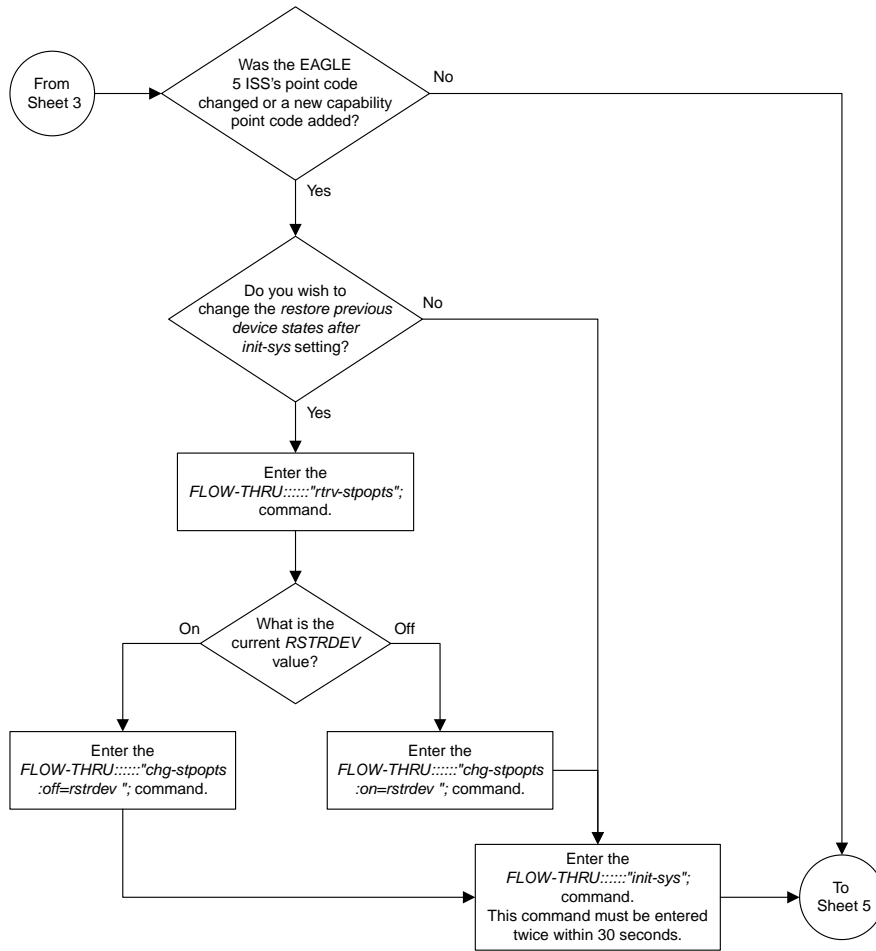 From
Sheet 3
Was the EAGLE
5 ISS's point code
changed or a new capability
point code added?
No
Yes
Do you wish to
change the restore previous
device states after
init-sys setting?
No
Yes
Enter the
FLOW-THRU::::::"rtrv-stpopts";
command.
What is the
current RSTRDEV
value?
On
Off
Enter the
FLOW-THRU::::::"chg-stpopts
:off=rstrdev "; command.
Enter the
FLOW-THRU::::::"chg-stpopts
:on=rstrdev "; command.
Enter the
FLOW-THRU::::::"init-sys";
command.
This command must be entered
twice within 30 seconds.
To
Sheet 5